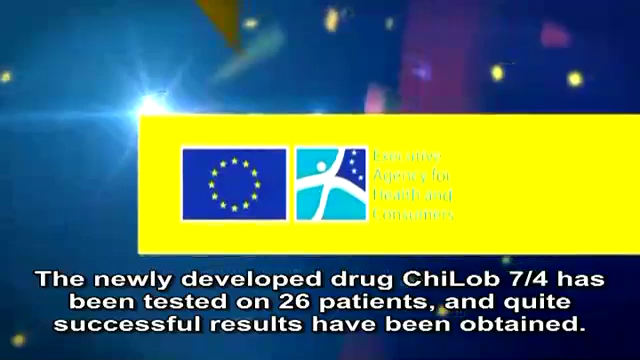 Executive
Agency for
Health and
Consumers
The newly developed drug ChiLob 7/4 has
been tested on 26 patients, and quite
successful results have been obtained.